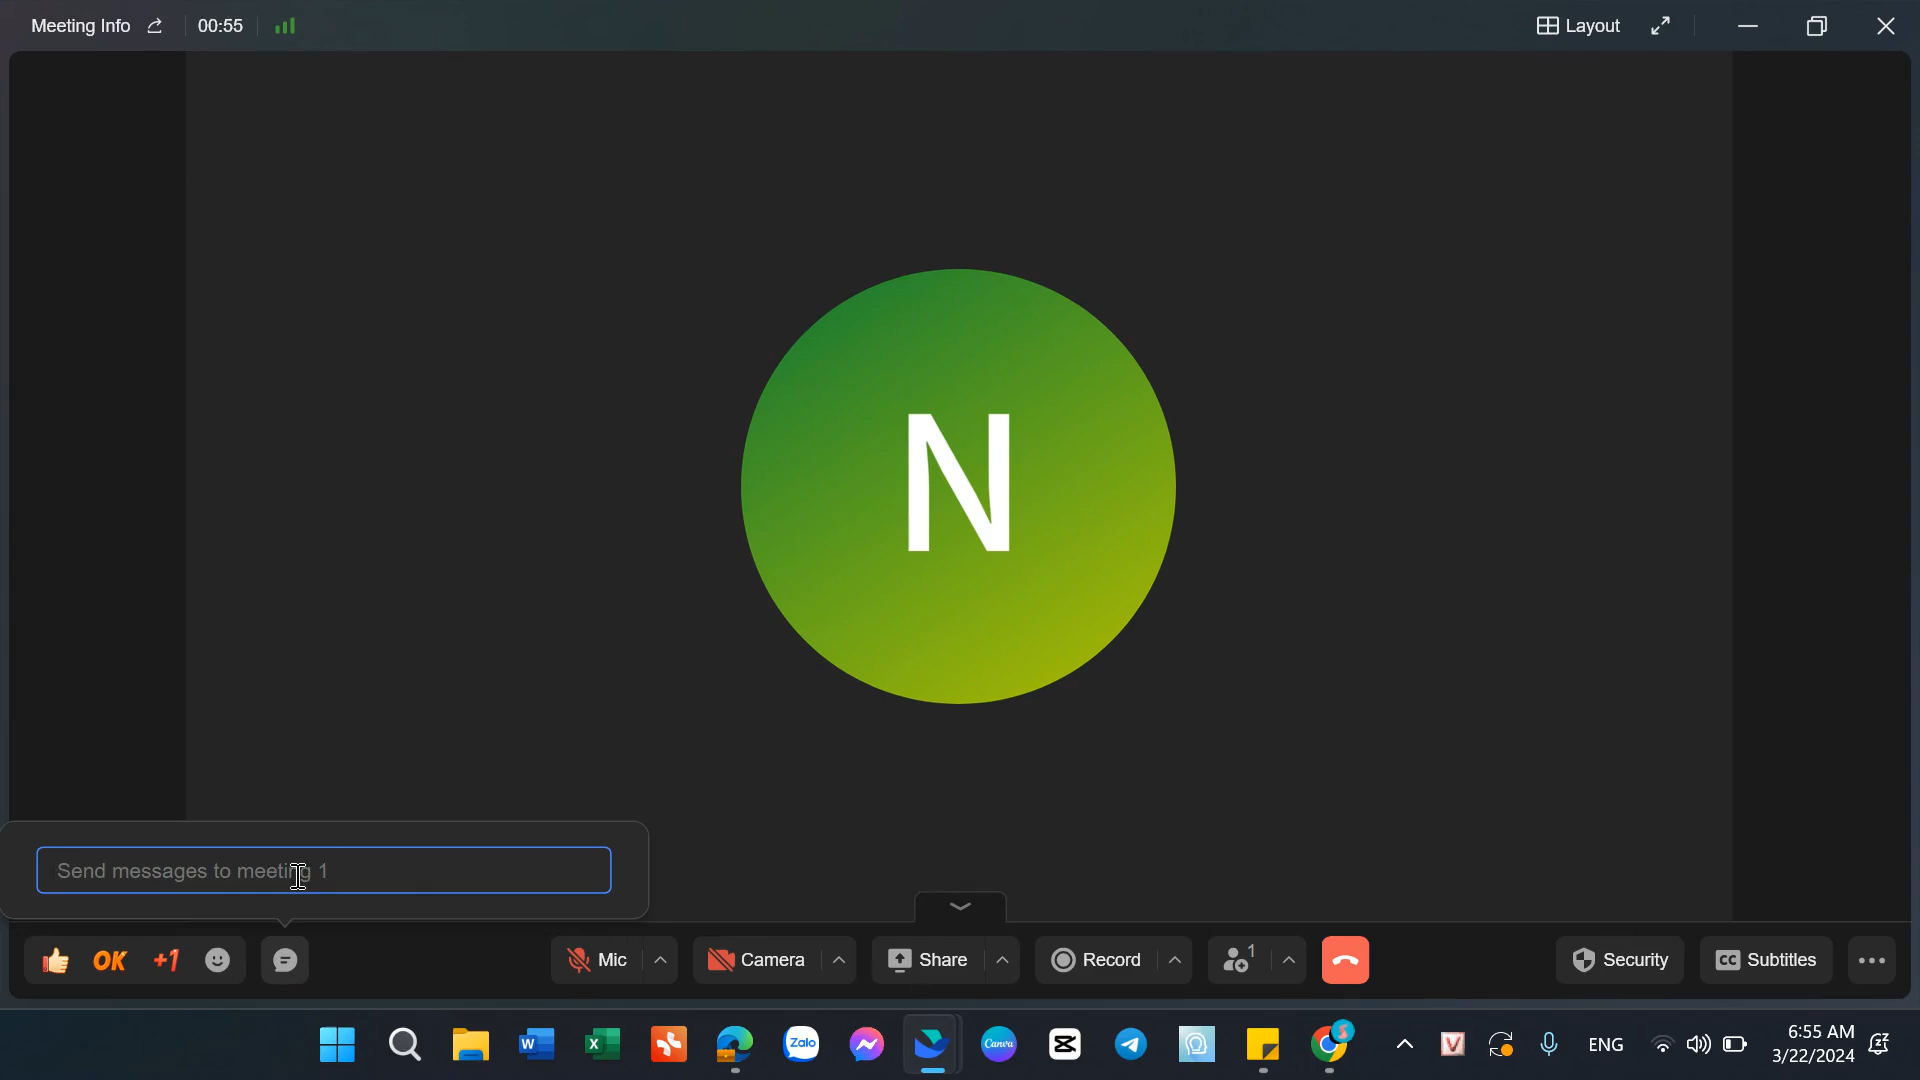 Meeting Info 00:55 Layout
N
Send messages to meeting 1
OK +1 Mic Camera Share Record 1 Security CC Subtitles
W X Zalo Canva V ENG 6:55 AM
3/22/2024